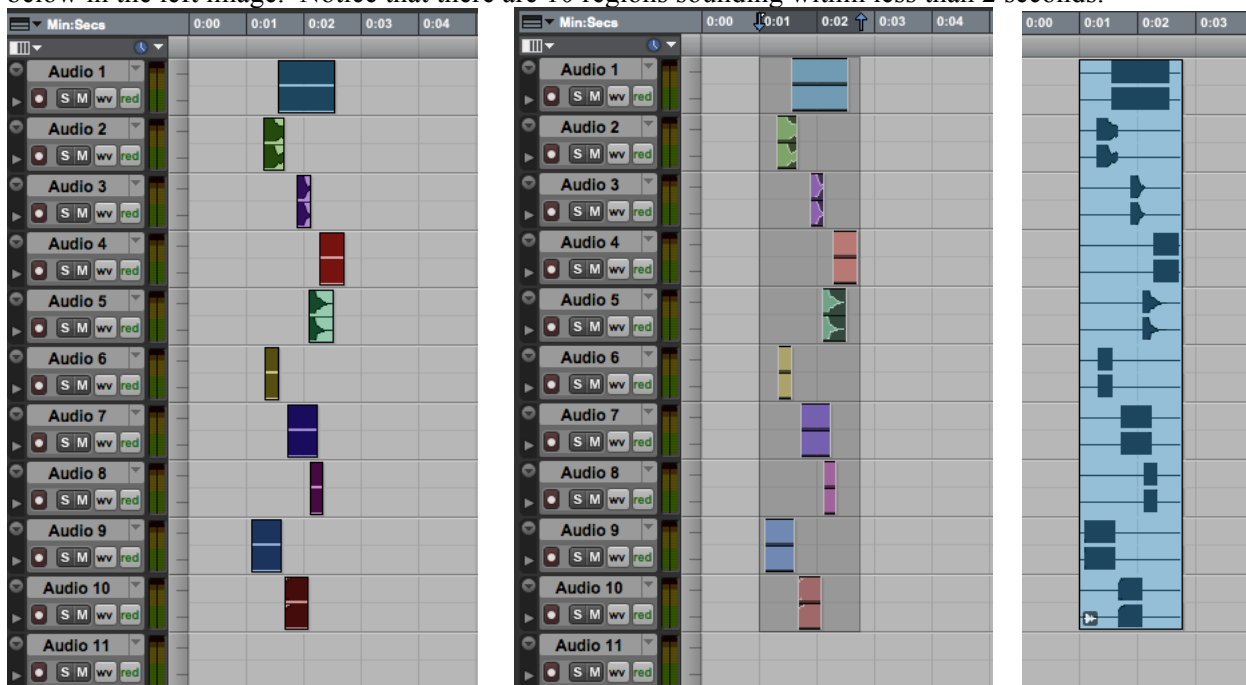 below in the left image. Notice that there are 10 regions sounding within less than 2 seconds.
Min:Secs 0:00 0:01 0:02 0:03 0:04
Audio 1
S M wv red
Audio 2
S M wv red
Audio 3
S M wv red
Audio 4
S M wv red
Audio 5
S M wv red
Audio 6
S M wv red
Audio 7
S M wv red
Audio 8
S M wv red
Audio 9
S M wv red
Audio 10
S M wv red
Audio 11
S M wv red
Min:Secs 0:00 0:01 0:02 0:03 0:04
Audio 1
S M wv red
Audio 2
S M wv red
Audio 3
S M wv red
Audio 4
S M wv red
Audio 5
S M wv red
Audio 6
S M wv red
Audio 7
S M wv red
Audio 8
S M wv red
Audio 9
S M wv red
Audio 10
S M wv red
Audio 11
S M wv red
0:00 0:01 0:02 0:03